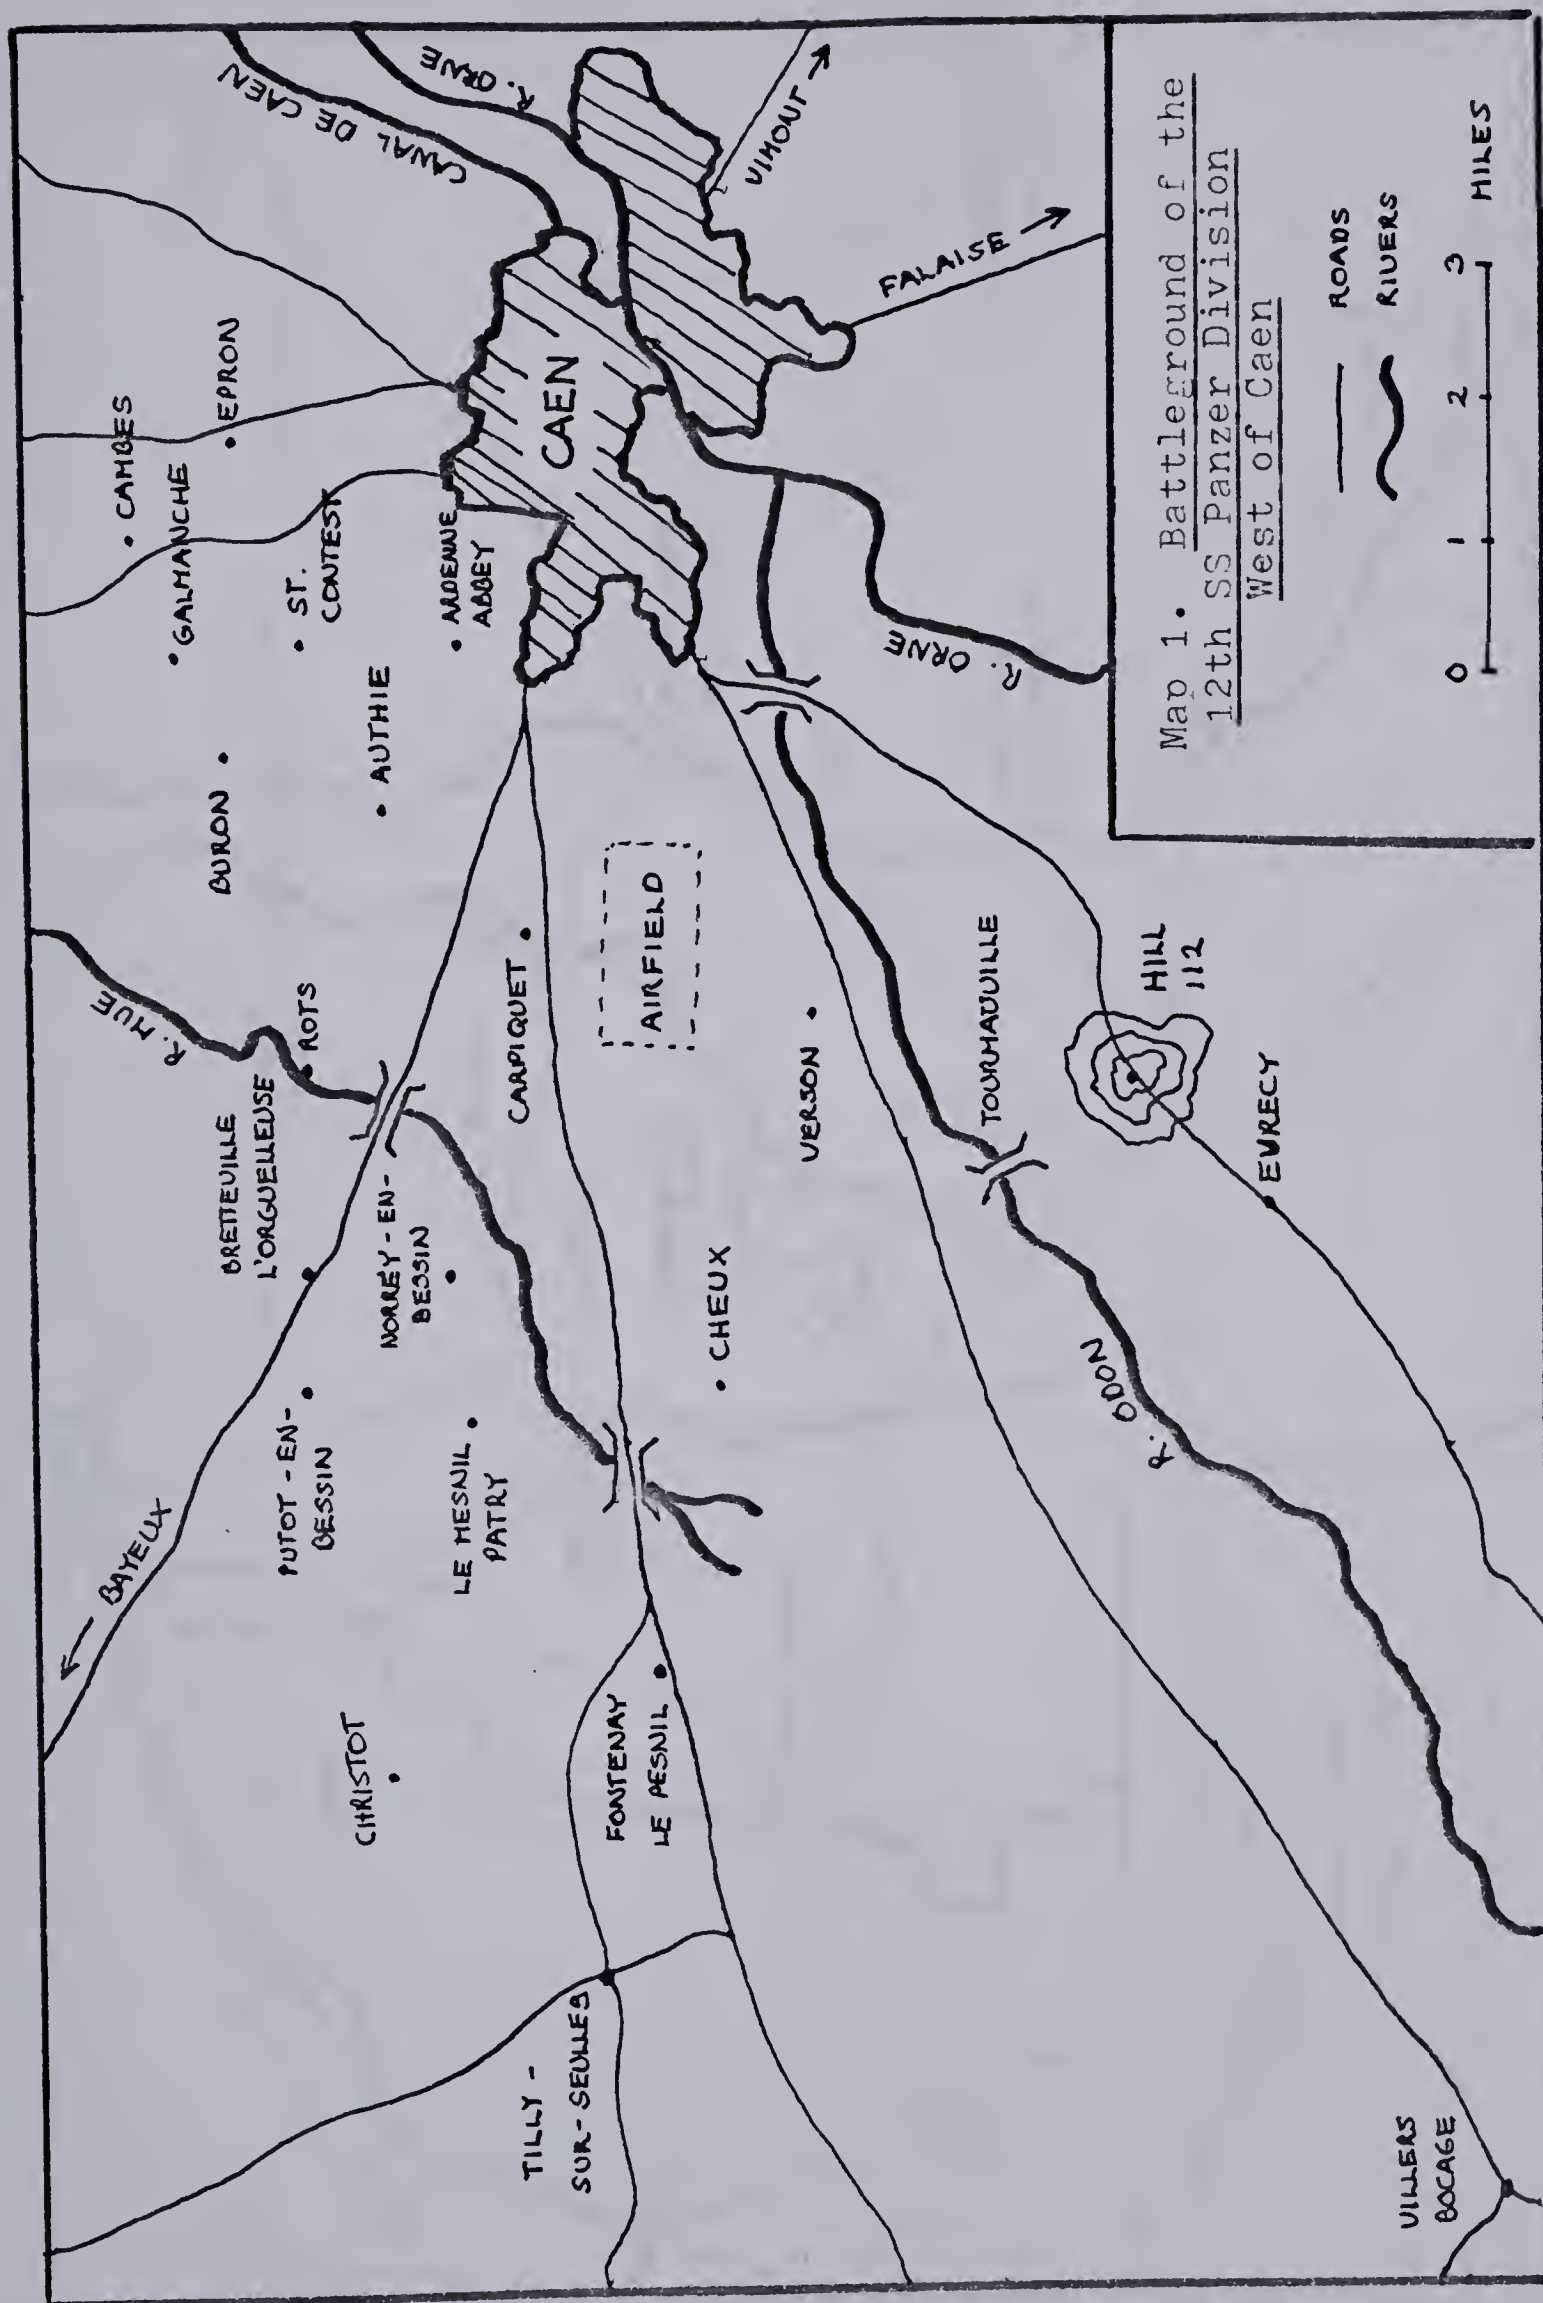 BAYEUX
R. MUE
CAMBES
GALMANCHE
EPRON
CANAL DE CAEN
R. ORNE
BURON
ST.
CONTEST
BRETTEVILLE
L'ORGUELLEUSE
ROTS
PUTOT-EN-
BESSIN
CHRISTOT
AUTHIE
NORREY-EN-
BESSIN
ARDENNE
ABBEY
LE MESNIL
PATRY
CARPIQUET
CAEN
TILLY-
SUR-SEULLES
FONTENAY
LE PESNIL
AIRFIELD
CHEUX
VERSON
VIMOUT
FALAISE
R. ORNE
TOURMAUVILLE
R. ODON
HILL
112
EVRECY
VILLERS
BOCAGE
Map 1. Battleground of the
12th SS Panzer Division
West of Caen
ROADS
RIVERS
0 1 2 3 MILES